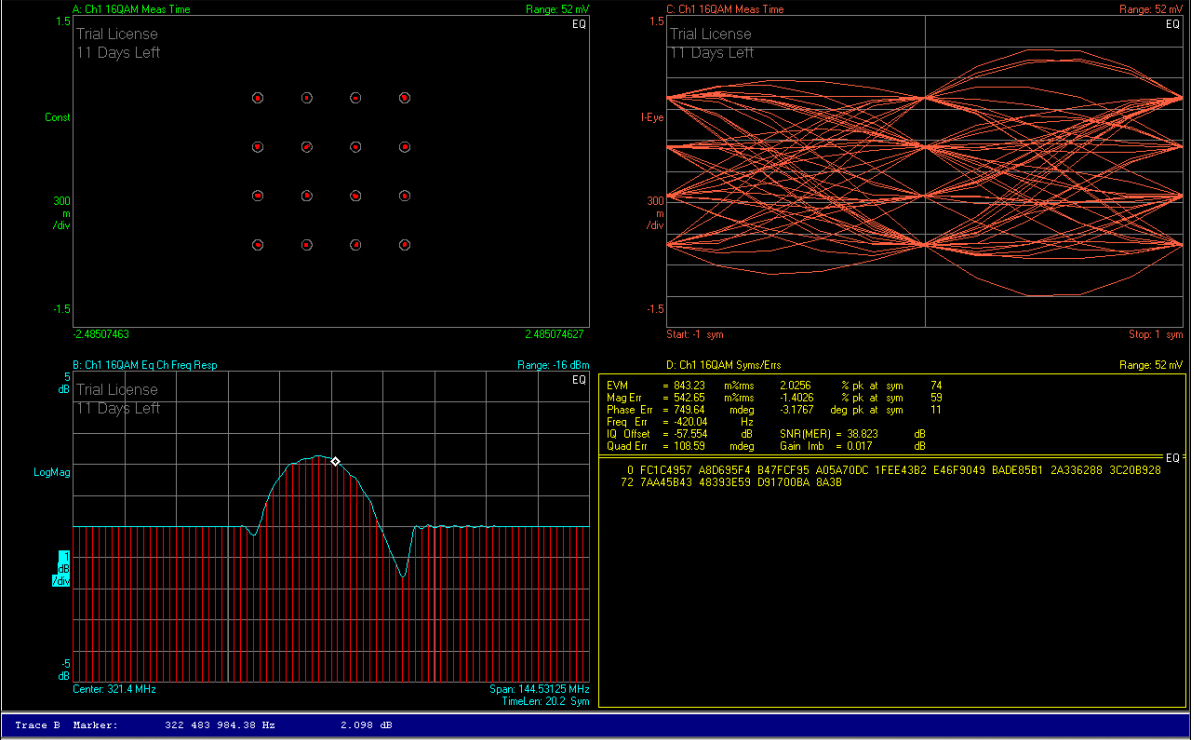 A: Ch1 16QAM Meas Time Range: 52 mV
1.5 EQ
Trial License
11 Days Left
Const
300
m
/div
-1.5
-2.48507463 2.485074627
C: Ch1 16QAM Meas Time Range: 52 mV
1.5 EQ
Trial License
11 Days Left
I-Eye
300
m
/div
-1.5
Start: -1 sym Stop: 1 sym
B: Ch1 16QAM Eq Ch Freq Resp Range: -16 dBm
5 EQ
dB
Trial License
11 Days Left
LogMag
1
dB
/div
-5
dB
Center: 321.4 MHz Span: 144.53125 MHz
TimeLen: 20.2 Sym
D: Ch1 16QAM Syms/Errs Range: 52 mV
EVM = 843.23 m%rms 2.0256 % pk at sym 74
Mag Err = 542.65 m%rms -1.4026 % pk at sym 59
Phase Err = 749.64 mdeg -3.1767 deg pk at sym 11
Freq Err = -420.04 Hz
IQ Offset = -57.554 dB SNR(MER) = 38.823 dB
Quad Err = 108.59 mdeg Gain Imb = 0.017 dB
EQ
0 FC1C4957 A8D695F4 B47FCF95 A05A70DC 1FEE43B2 E46F9049 BADE85B1 2A336288 3C20B928
72 7AA45B43 48393E59 D91700BA 8A3B
Trace B Marker: 322 483 984.38 Hz 2.098 dB